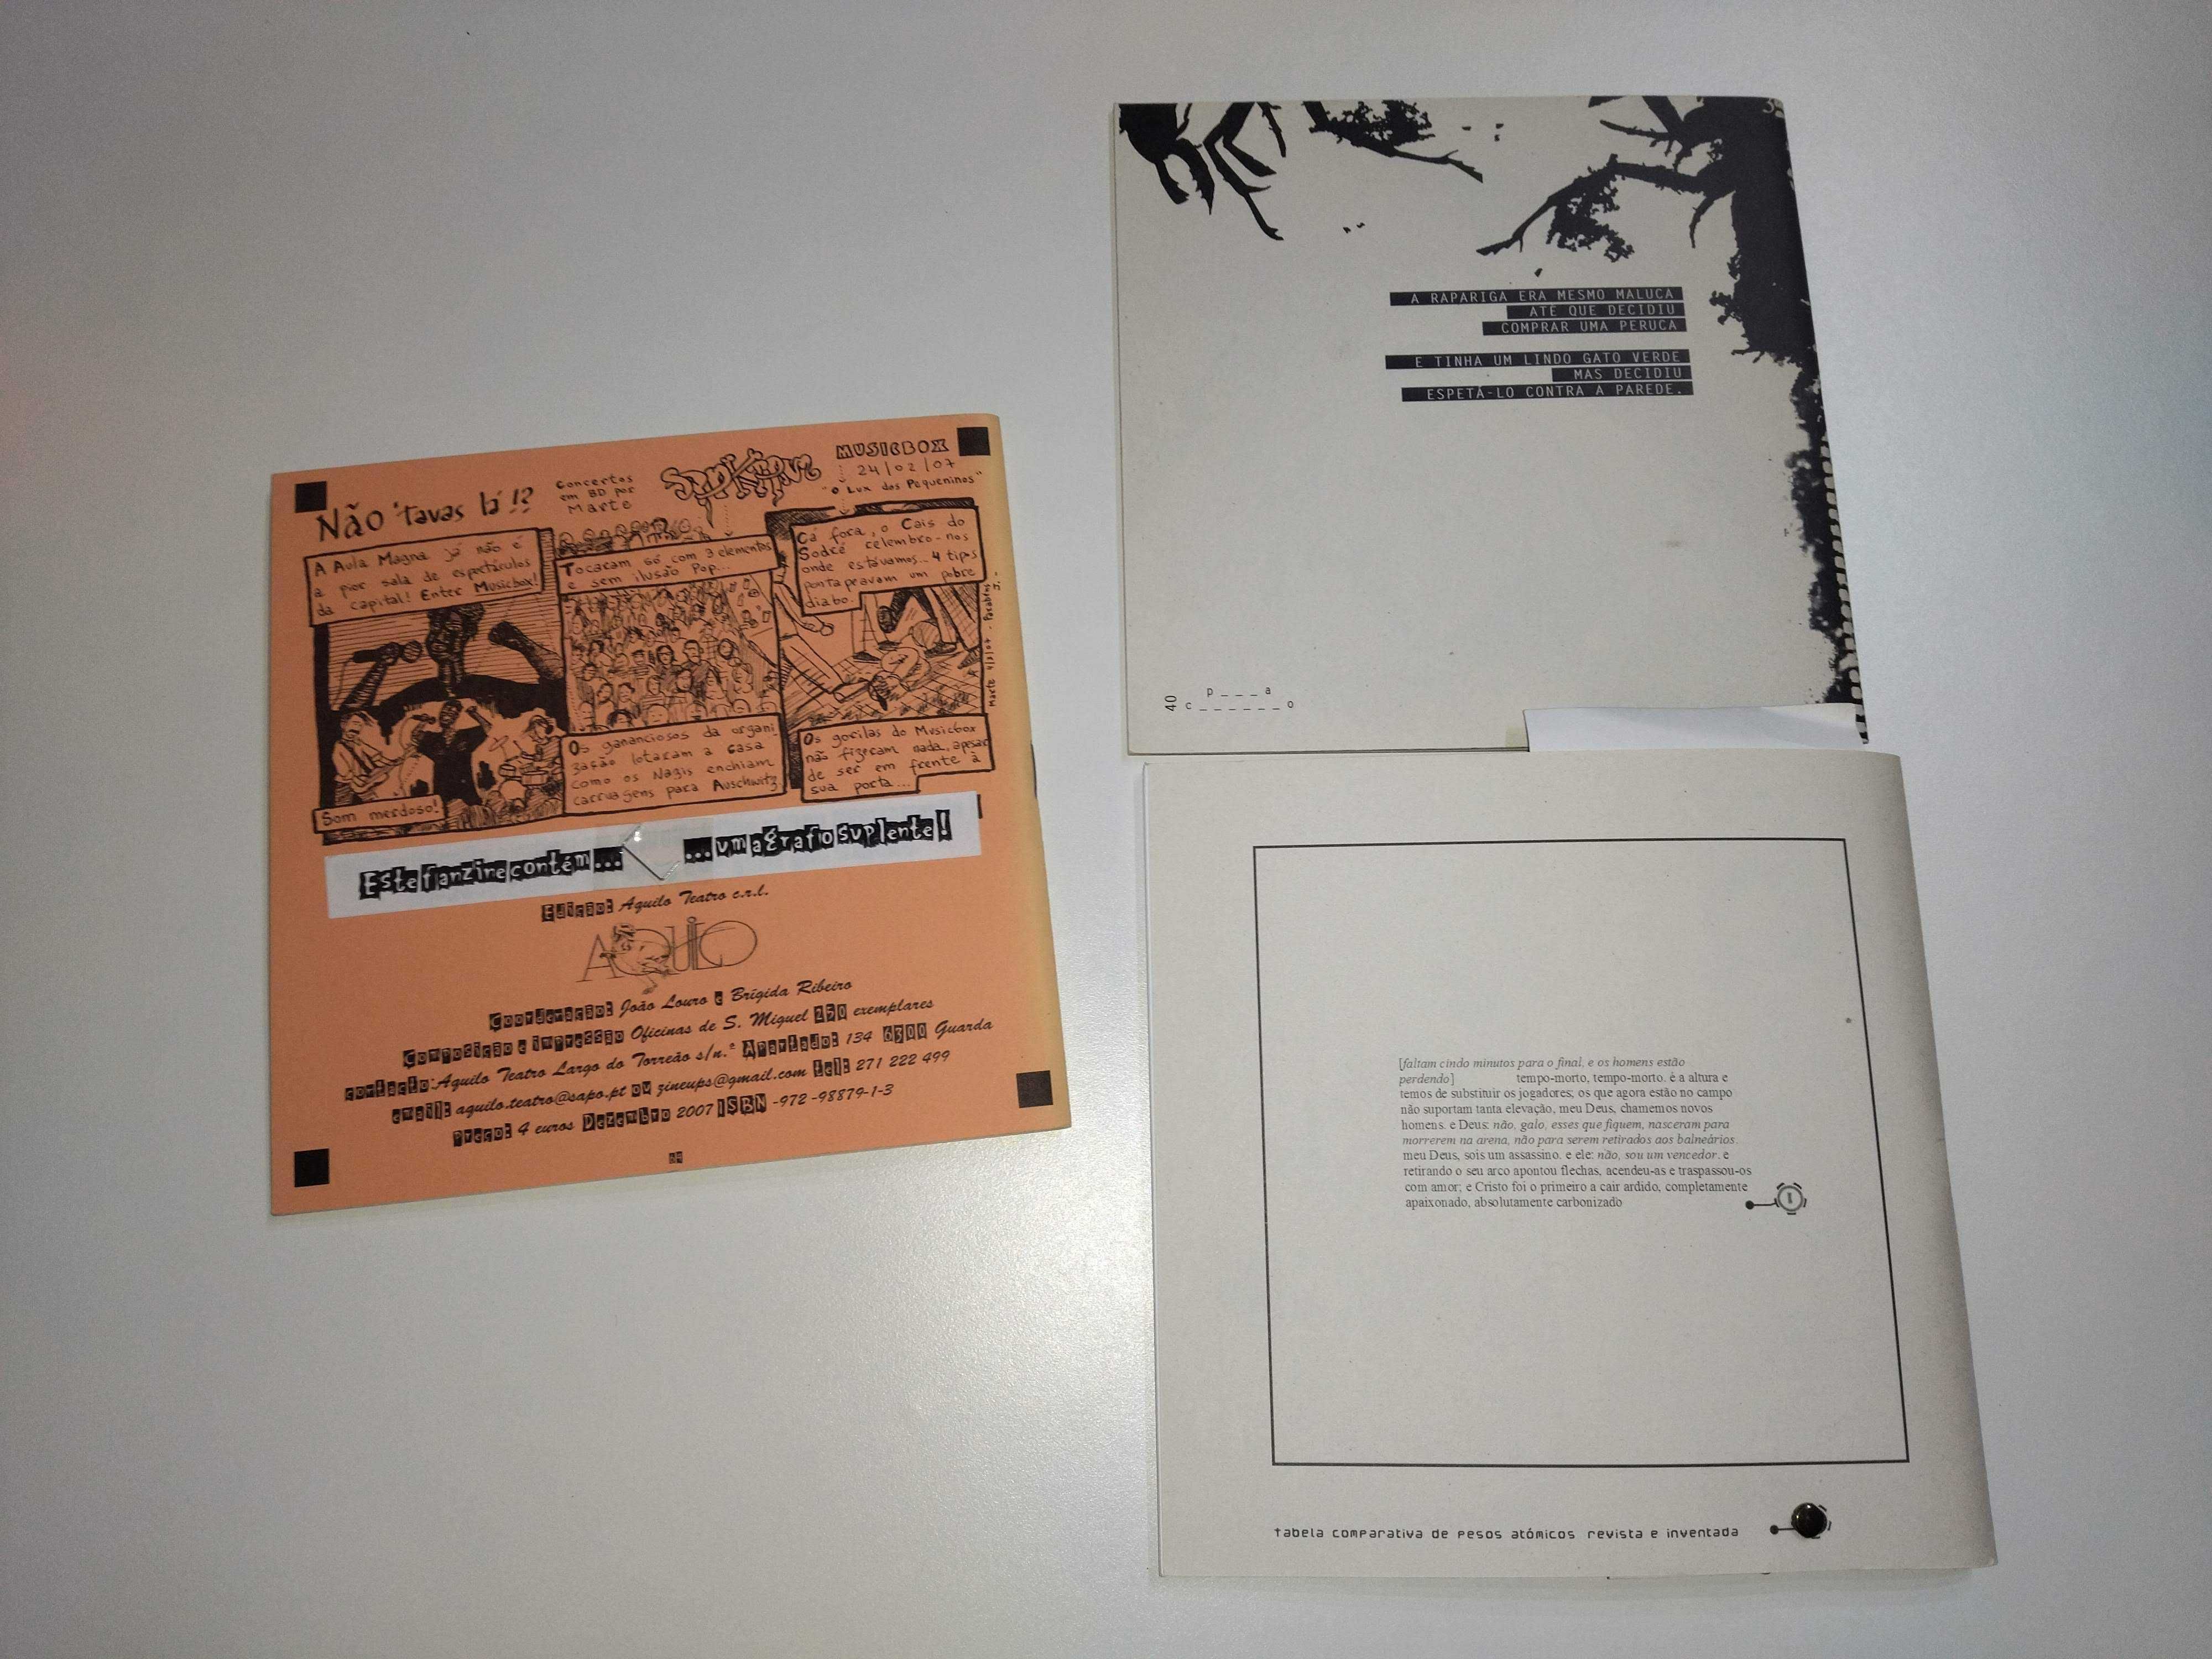 Não 'tavas lá!?
Concertos
em BD por
Marte
MUSICBOX
24/02/07
"O Lux dos Pequeninos"
A Aula Magna já não é
a pior sala de espectáculos
da capital! Enter Musicbox!
Som merdoso!
Tocaram só com 3 elementos
e sem ilusão Pop...
Os gananciosos da organi
zação lotaram a casa
como os Nazis enchiam
carruagens para Auschwitz
Cá fora, o Cais do
Sodré relembro-nos
onde estávamos... 4 tipos
pontapeavam um pobre
diabo.
Os gorilas do Musicbox
não fizeram nada, apesar
de ser em frente à
sua porta...
Este fanzine contém... ...um agrafo suplente!
Edição: Aquilo Teatro c.r.l.
AQUILO
Coordenação: João Louro e Brígida Ribeiro
Composição e impressão Oficinas de S. Miguel 250 exemplares
contacto: Aquilo Teatro Largo do Torreão s/n.º Apartado: 134 6300 Guarda
email: aquilo.teatro@sapo.pt ou zineups@gmail.com tel: 271 222 499
Preço: 4 euros Dezembro 2007 ISBN -972-98879-1-3
A RAPARIGA ERA MESMO MALUCA
ATÉ QUE DECIDIU
COMPRAR UMA PERUCA
E TINHA UM LINDO GATO VERDE
MAS DECIDIU
ESPETÁ-LO CONTRA A PAREDE.
40
p _ _ _ a
c _ _ _ _ _ _ o
[faltam cindo minutos para o final, e os homens estão
perdendo] tempo-morto, tempo-morto. é a altura e
temos de substituir os jogadores; os que agora estão no campo
não suportam tanta elevação, meu Deus, chamemos novos
homens. e Deus: não, galo, esses que fiquem, nasceram para
morrerem na arena, não para serem retirados aos balneários.
meu Deus, sois um assassino. e ele: não, sou um vencedor. e
retirando o seu arco apontou flechas, acendeu-as e traspassou-os
com amor; e Cristo foi o primeiro a cair ardido, completamente
apaixonado, absolutamente carbonizado
tabela comparativa de pesos atómicos revista e inventada